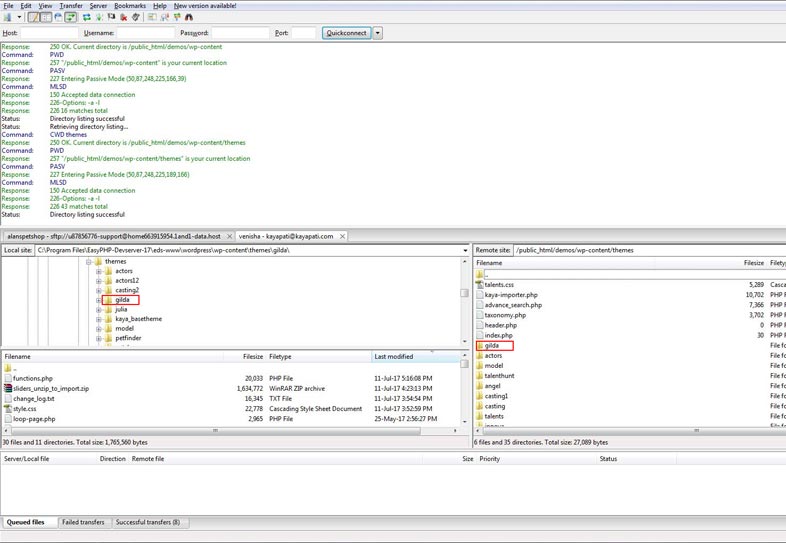 File Edit View Transfer Server Bookmarks Help New version available!
Host: Username: Password: Port: Quickconnect
Response: 250 OK. Current directory is /public_html/demos/wp-content
Command: PWD
Response: 257 "/public_html/demos/wp-content" is your current location
Command: PASV
Response: 227 Entering Passive Mode (50,87,248,225,166,39)
Command: MLSD
Response: 150 Accepted data connection
Response: 226-Options: -a -l
Response: 226 16 matches total
Status: Directory listing successful
Status: Retrieving directory listing...
Command: CWD themes
Response: 250 OK. Current directory is /public_html/demos/wp-content/themes
Command: PWD
Response: 257 "/public_html/demos/wp-content/themes" is your current location
Command: PASV
Response: 227 Entering Passive Mode (50,87,248,225,189,166)
Command: MLSD
Response: 150 Accepted data connection
Response: 226-Options: -a -l
Response: 226 43 matches total
Status: Directory listing successful
alanspetshop - sftp://u87856776-support@home663915954.1and1-data.host venisha - kayapati@kayapati.com
Local site: C:\Program Files\EasyPHP-Devserver-17\eds-www\wordpress\wp-content\themes\gilda\
themes
actors
actors12
casting2
gilda
julia
kaya_basetheme
model
petfinder
Filename Filesize Filetype Last modified
..
functions.php 20,033 PHP File 11-Jul-17 5:16:08 PM
sliders_unzip_to_import.zip 1,634,772 WinRAR ZIP archive 11-Jul-17 4:23:13 PM
change_log.txt 16,345 TXT File 11-Jul-17 3:54:54 PM
style.css 22,778 Cascading Style Sheet Document 11-Jul-17 3:52:59 PM
loop-page.php 2,965 PHP File 25-May-17 2:56:27 PM
30 files and 11 directories. Total size: 1,765,560 bytes
Remote site: /public_html/demos/wp-content/themes
Filename Filesize Filety
..
talents.css 5,289 Casca
kaya-importer.php 10,702 PHP F
advance_search.php 7,366 PHP F
taxonomy.php 3,702 PHP F
header.php 0 PHP F
index.php 30 PHP F
gilda File fo
actors File fo
model File fo
talenthunt File fo
angel File fo
casting1 File fo
casting File fo
talents File fo
6 files and 35 directories. Total size: 27,089 bytes
Server/Local file Direction Remote file Size Priority Status
Queued files Failed transfers Successful transfers (8)